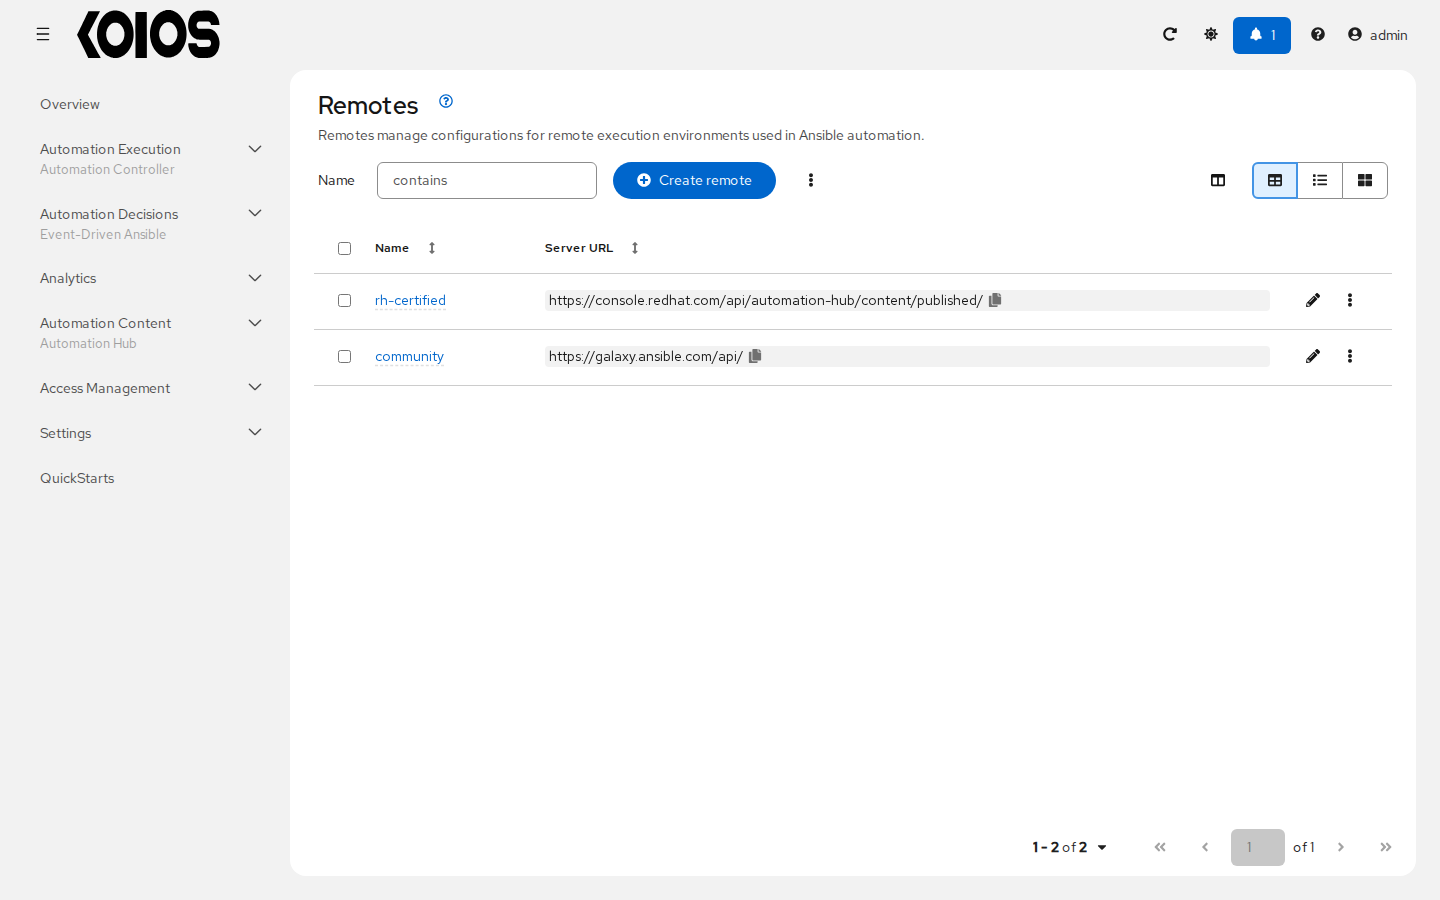 KOIOS
1
admin
Overview
Automation Execution
Automation Controller
Automation Decisions
Event-Driven Ansible
Analytics
Automation Content
Automation Hub
Access Management
Settings
QuickStarts
Remotes
Remotes manage configurations for remote execution environments used in Ansible automation.
Name contains Create remote
Name Server URL
rh-certified https://console.redhat.com/api/automation-hub/content/published/
community https://galaxy.ansible.com/api/
1 - 2 of 2 1 of 1